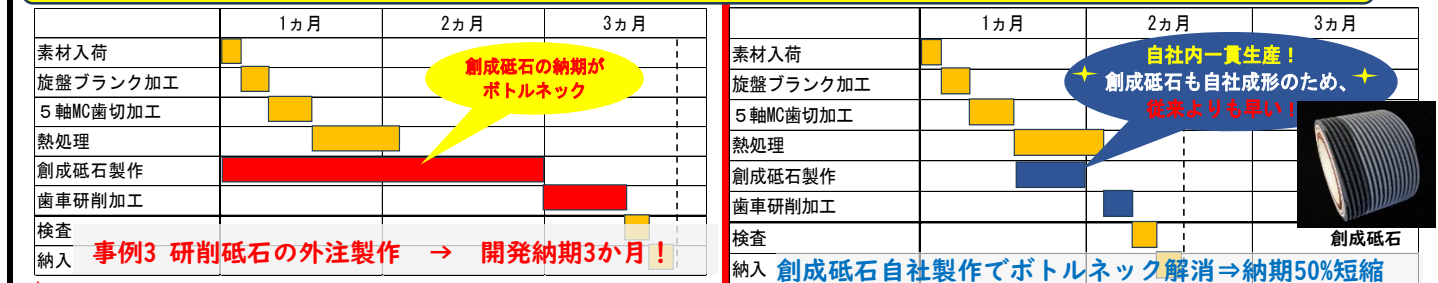 1ヵ月 2ヵ月 3ヵ月
素材入荷
旋盤ブランク加工
５軸MC歯切加工
熱処理
創成砥石製作
歯車研削加工
検査
納入
創成砥石の納期が
ボトルネック
事例3 研削砥石の外注製作 → 開発納期3か月！
1ヵ月 2ヵ月 3ヵ月
素材入荷
旋盤ブランク加工
５軸MC歯切加工
熱処理
創成砥石製作
歯車研削加工
検査
納入
自社内一貫生産！
創成砥石も自社成形のため、
従来よりも早い！
創成砥石
創成砥石自社製作でボトルネック解消⇒納期50%短縮